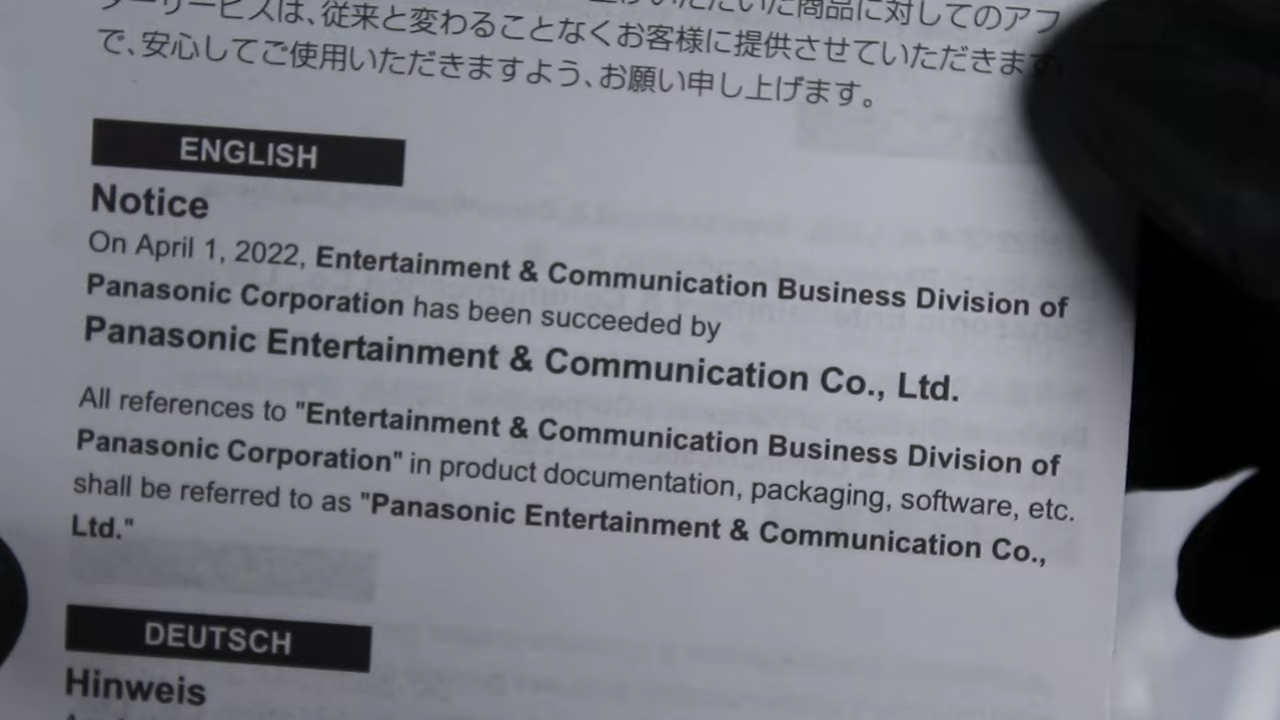 ターサービスは、従来と変わることなくお客様に提供させていただきます
で、安心してご使用いただきますよう、お願い申し上げます。
ENGLISH
Notice
On April 1, 2022, Entertainment & Communication Business Division of
Panasonic Corporation has been succeeded by
Panasonic Entertainment & Communication Co., Ltd.
All references to "Entertainment & Communication Business Division of
Panasonic Corporation" in product documentation, packaging, software, etc.
shall be referred to as "Panasonic Entertainment & Communication Co.,
Ltd."
DEUTSCH
Hinweis